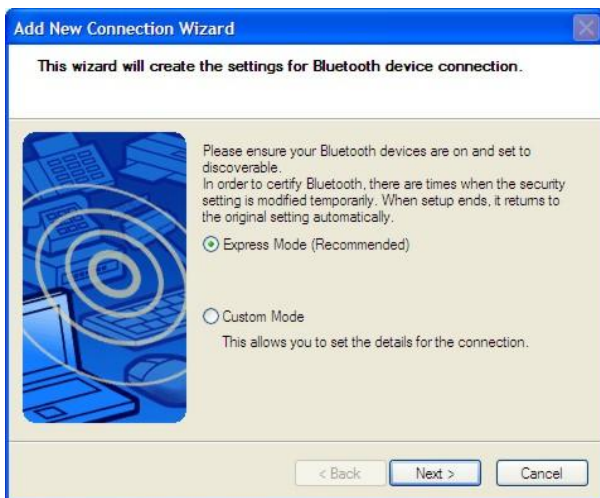 Add New Connection Wizard
This wizard will create the settings for Bluetooth device connection.
Please ensure your Bluetooth devices are on and set to
discoverable.
In order to certify Bluetooth, there are times when the security
setting is modified temporarily. When setup ends, it returns to
the original setting automatically.
Express Mode (Recommended)
Custom Mode
This allows you to set the details for the connection.
< Back
Next >
Cancel